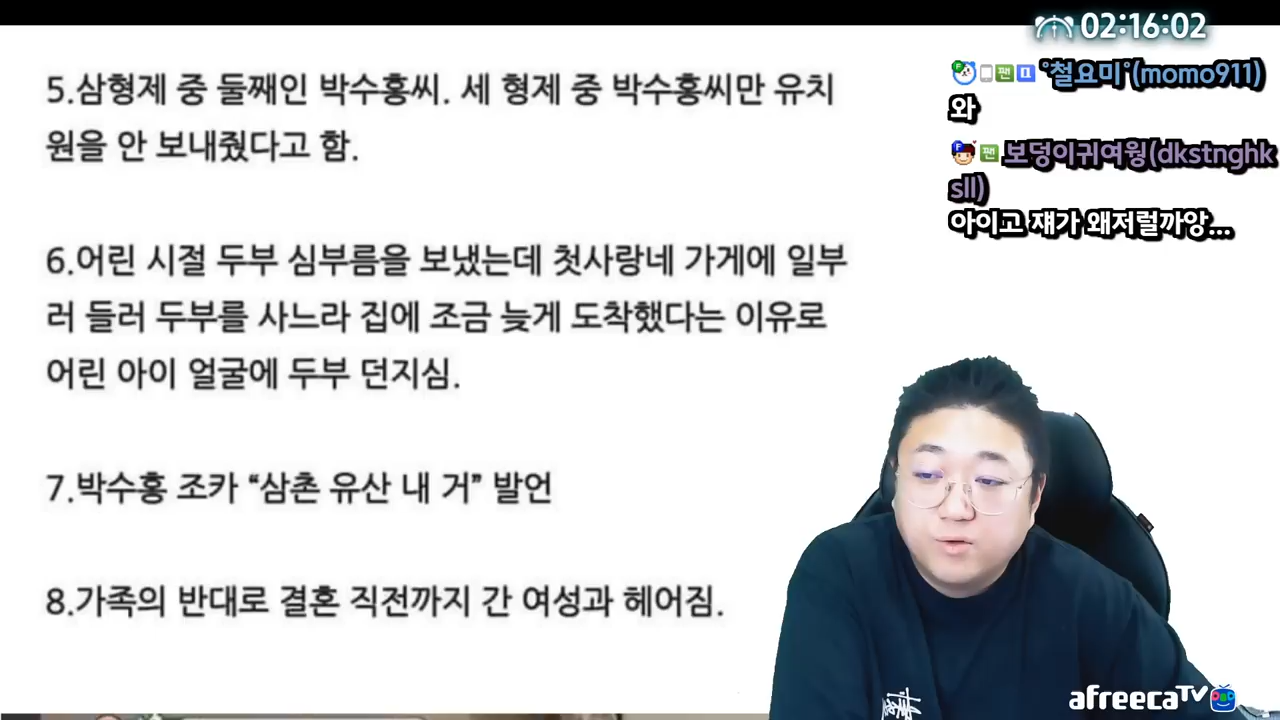 02:16:02
5.삼형제 중 둘째인 박수홍씨. 세 형제 중 박수홍씨만 유치
원을 안 보내줬다고 함.
6.어린 시절 두부 심부름을 보냈는데 첫사랑네 가게에 일부
러 들러 두부를 사느라 집에 조금 늦게 도착했다는 이유로
어린 아이 얼굴에 두부 던지심.
7.박수홍 조카 “삼촌 유산 내 거” 발언
8.가족의 반대로 결혼 직전까지 간 여성과 헤어짐.
팬 ˚철요미˚(momo911)
와
팬 보덩이귀여웡(dkstnghk
sll)
아이고 쟤가 왜저럴까앙...
afreecaTV